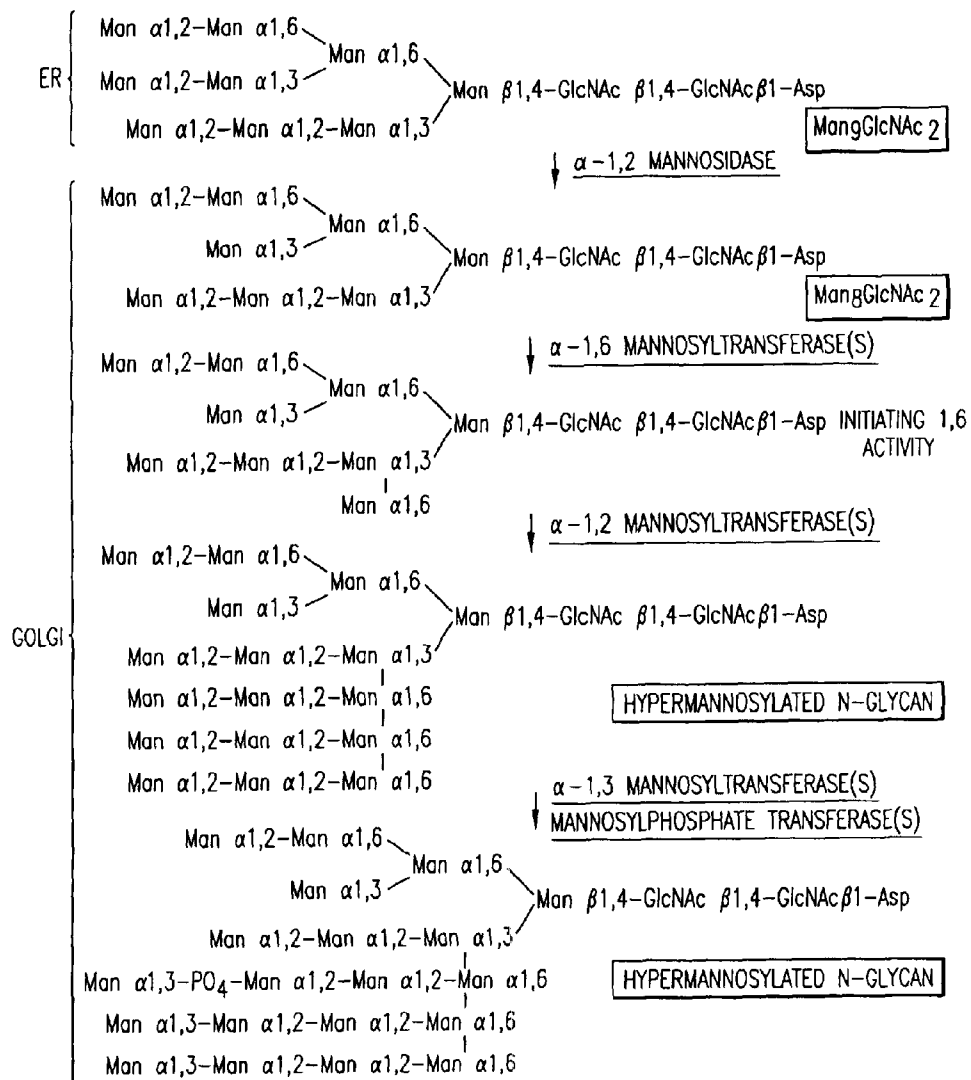 Man α1,2–Man α1,6
Man α1,6
ER
Man α1,2–Man α1,3
Man β1,4–GlcNAc β1,4–GlcNAcβ1–Asp
Man α1,2–Man α1,2–Man α1,3
Man9GlcNAc2
α–1,2 MANNOSIDASE
Man α1,2–Man α1,6
Man α1,6
Man α1,3
Man β1,4–GlcNAc β1,4–GlcNAcβ1–Asp
Man α1,2–Man α1,2–Man α1,3
Man8GlcNAc2
α–1,6 MANNOSYLTRANSFERASE(S)
Man α1,2–Man α1,6
Man α1,6
Man α1,3
Man β1,4–GlcNAc β1,4–GlcNAcβ1–Asp INITIATING 1,6
ACTIVITY
Man α1,2–Man α1,2–Man α1,3
Man α1,6
α–1,2 MANNOSYLTRANSFERASE(S)
Man α1,2–Man α1,6
Man α1,6
Man α1,3
Man β1,4–GlcNAc β1,4–GlcNAcβ1–Asp
GOLGI
Man α1,2–Man α1,2–Man α1,3
Man α1,2–Man α1,2–Man α1,6
HYPERMANNOSYLATED N–GLYCAN
Man α1,2–Man α1,2–Man α1,6
Man α1,2–Man α1,2–Man α1,6
α–1,3 MANNOSYLTRANSFERASE(S)
MANNOSYLPHOSPHATE TRANSFERASE(S)
Man α1,2–Man α1,6
Man α1,6
Man α1,3
Man β1,4–GlcNAc β1,4–GlcNAcβ1–Asp
Man α1,2–Man α1,2–Man α1,3
Man α1,3–PO4–Man α1,2–Man α1,2–Man α1,6
HYPERMANNOSYLATED N–GLYCAN
Man α1,3–Man α1,2–Man α1,2–Man α1,6
Man α1,3–Man α1,2–Man α1,2–Man α1,6